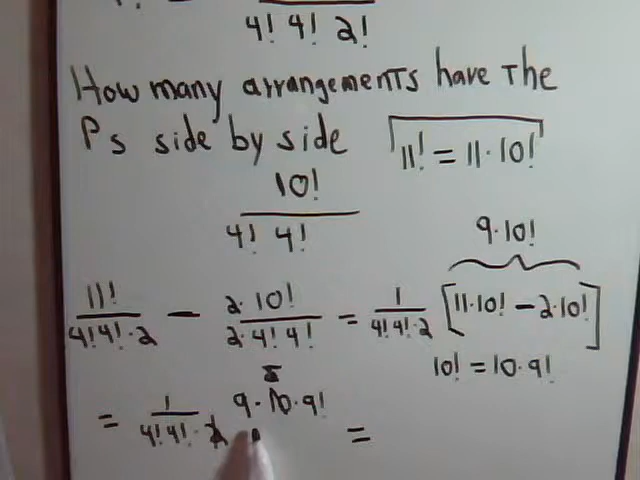 4! 4! 2!
How many arrangements have the
Ps side by side
11! = 11·10!
10!
4! 4!
9·10!
11! / 4!4!·2 − 2·10! / 2·4!4! = 1 / 4!4!·2 [11·10! − 2·10!]
10! = 10·9!
5
= 1 / 4!4!·2 9·10·9! =